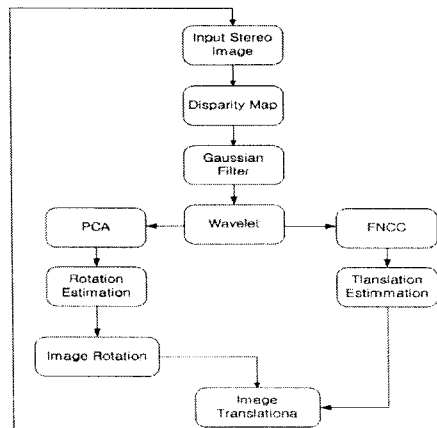 Input Stereo
Image
Disparity Map
Gaussian
Filter
Wavelet
PCA
FNCC
Rotation
Estimation
Tlanslation
Estimmation
Image Rotation
Image
Translationa